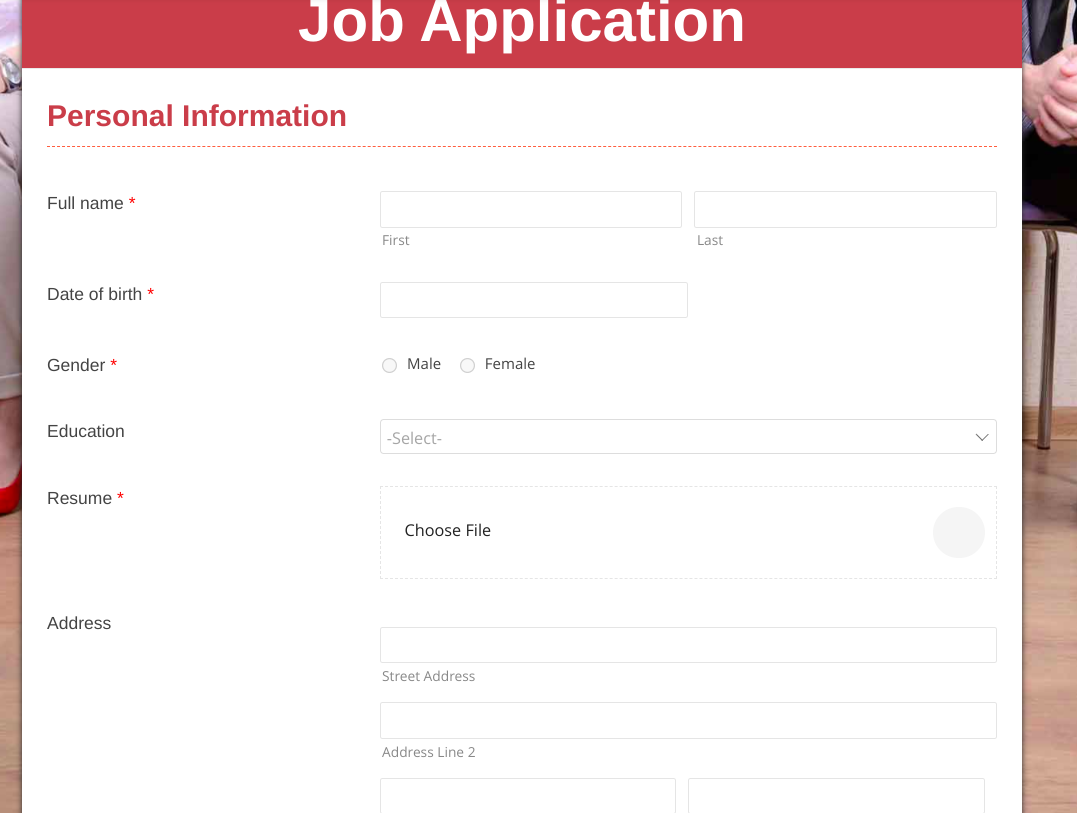 Job Application
Personal Information
Full name *
First Last
Date of birth *
Gender *
Male Female
Education
-Select-
Resume *
Choose File
Address
Street Address
Address Line 2